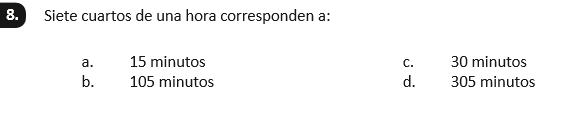 8. Siete cuartos de una hora corresponden a:
a. 15 minutos c. 30 minutos
b. 105 minutos d. 305 minutos